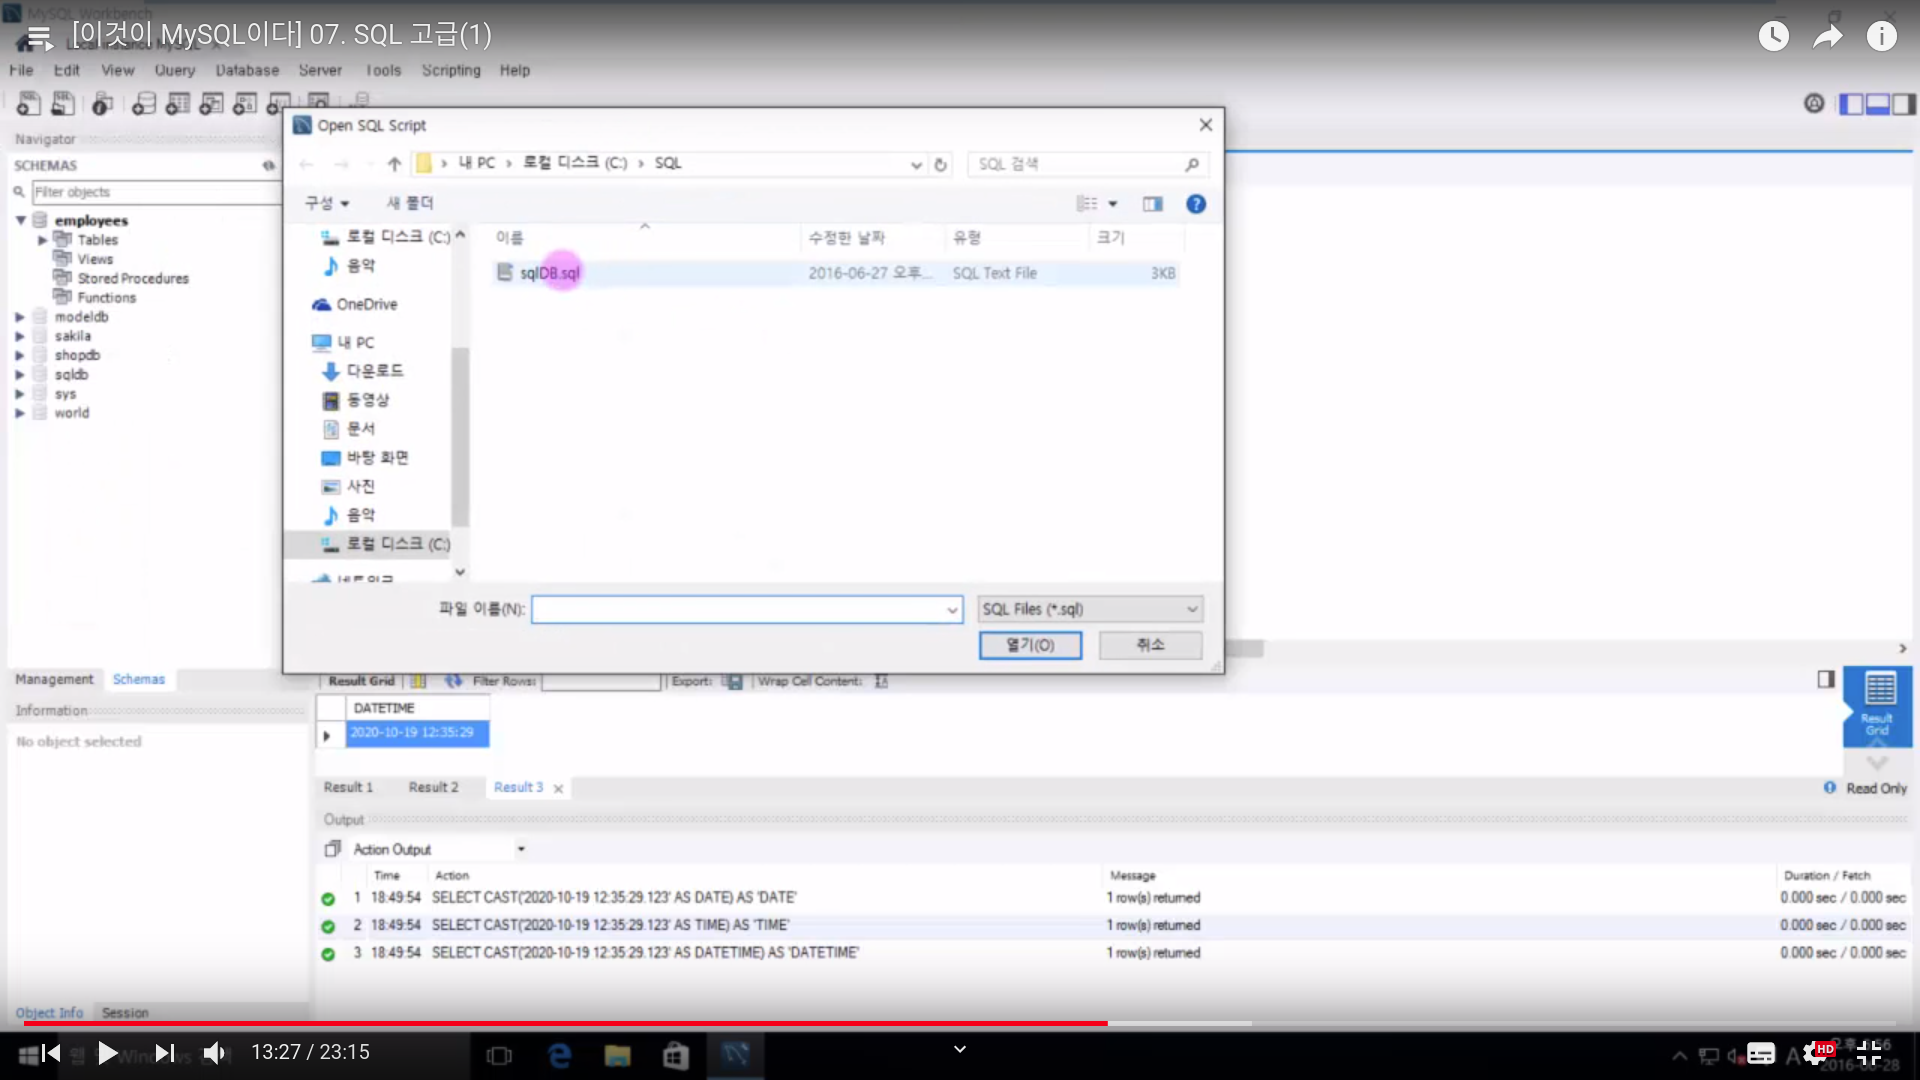 MySQL Workbench
[이것이 MySQL이다] 07. SQL 고급(1)
File Edit View Query Database Server Tools Scripting Help
Navigator
SCHEMAS
Filter objects
employees
Tables
Views
Stored Procedures
Functions
modeldb
sakila
shopdb
sqldb
sys
world
Management Schemas
Information
No object selected
Object Info Session
Open SQL Script
내 PC › 로컬 디스크 (C:) › SQL
SQL 검색
구성 새 폴더
이름 수정한 날짜 유형 크기
sqlDB.sql 2016-06-27 오후... SQL Text File 3KB
로컬 디스크 (C:)
음악
OneDrive
내 PC
다운로드
동영상
문서
바탕 화면
사진
음악
로컬 디스크 (C:)
네트워크
파일 이름(N):
SQL Files (*.sql)
열기(O) 취소
Result Grid Filter Rows: Export: Wrap Cell Content:
DATETIME
2020-10-19 12:35:29
Result Grid
Result 1 Result 2 Result 3
Read Only
Output
Action Output
Time Action Message Duration / Fetch
1 18:49:54 SELECT CAST('2020-10-19 12:35:29.123' AS DATE) AS 'DATE' 1 row(s) returned 0.000 sec / 0.000 sec
2 18:49:54 SELECT CAST('2020-10-19 12:35:29.123' AS TIME) AS 'TIME' 1 row(s) returned 0.000 sec / 0.000 sec
3 18:49:54 SELECT CAST('2020-10-19 12:35:29.123' AS DATETIME) AS 'DATETIME' 1 row(s) returned 0.000 sec / 0.000 sec
13:27 / 23:15
HD